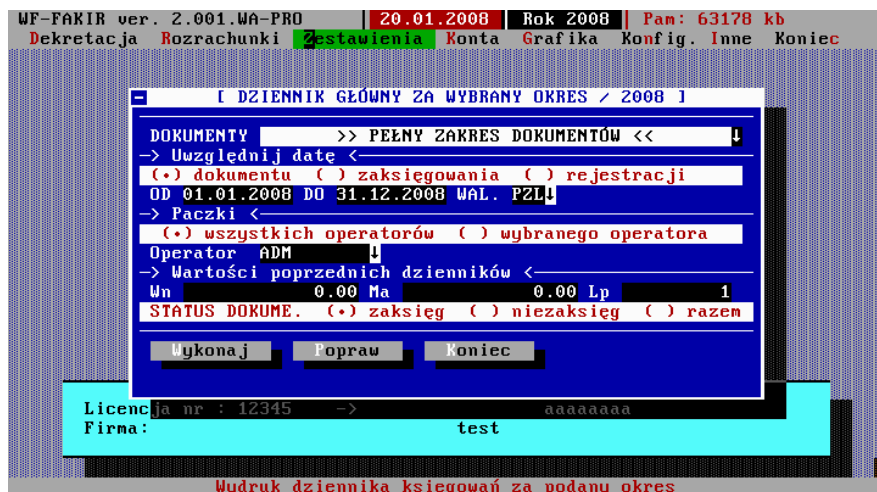 WF-FAKIR ver. 2.001.WA-PRO | 20.01.2008 | Rok 2008 | Pam: 63178 kb
Dekretacja Rozrachunki Zestawienia Konta Grafika Konfig. Inne Koniec
[ DZIENNIK GŁÓWNY ZA WYBRANY OKRES / 2008 ]
DOKUMENTY >> PEŁNY ZAKRES DOKUMENTÓW << ↓
—> Uwzględnij datę <
(•) dokumentu ( ) zaksięgowania ( ) rejestracji
OD 01.01.2008 DO 31.12.2008 WAL. PZL↓
—> Paczki <
(•) wszystkich operatorów ( ) wybranego operatora
Operator ADM ↓
—> Wartości poprzednich dzienników <
Wn 0.00 Ma 0.00 Lp 1
STATUS DOKUME. (•) zaksięg ( ) niezaksięg ( ) razem
Wykonaj Popraw Koniec
Licencja nr : 12345 —> aaaaaaaa
Firma: test
Wydruk dziennika księgowań za podany okres